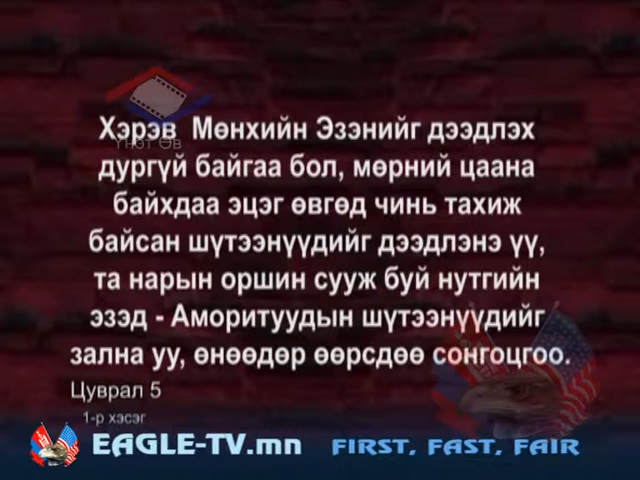 Хэрэв Мөнхийн Эзэнийг дээдлэх
үнэт өв
дургүй байгаа бол, мөрний цаана
байхдаа эцэг өвгөд чинь тахиж
байсан шүтээнүүдийг дээдлэнэ үү,
та нарын оршин сууж буй нутгийн
эзэд - Аморитуудын шүтээнүүдийг
зална уу, өнөөдөр өөрсдөө сонгоцгоо.
Цуврал 5
1-р хэсэг
EAGLE-TV.mn FIRST, FAST, FAIR